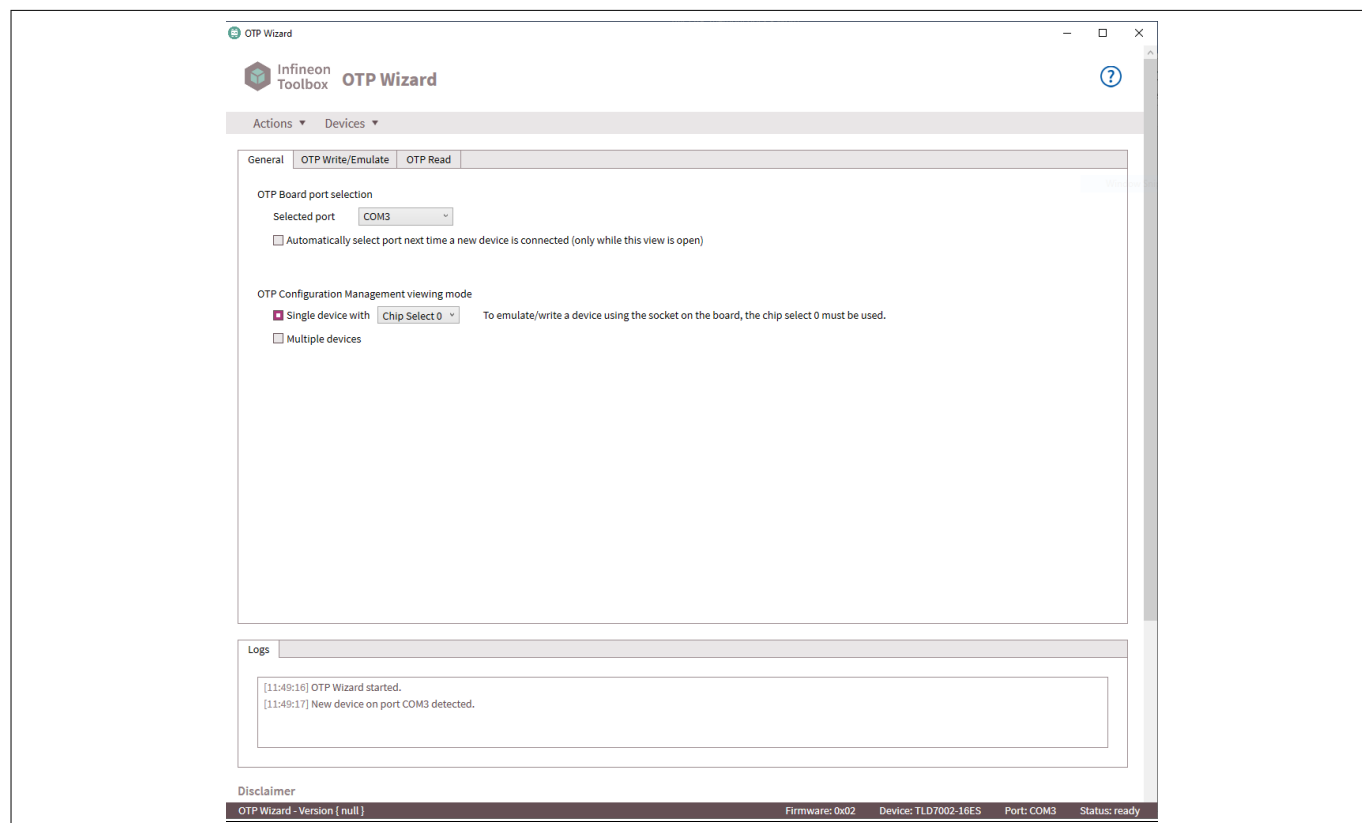 OTP Wizard
Infineon
Toolbox OTP Wizard
?
Actions Devices
General OTP Write/Emulate OTP Read
OTP Board port selection
Selected port COM3
Automatically select port next time a new device is connected (only while this view is open)
OTP Configuration Management viewing mode
Single device with Chip Select 0 To emulate/write a device using the socket on the board, the chip select 0 must be used.
Multiple devices
Logs
[11:49:16] OTP Wizard started.
[11:49:17] New device on port COM3 detected.
Disclaimer
OTP Wizard - Version { null } Firmware: 0x02 Device: TLD7002-16ES Port: COM3 Status: ready